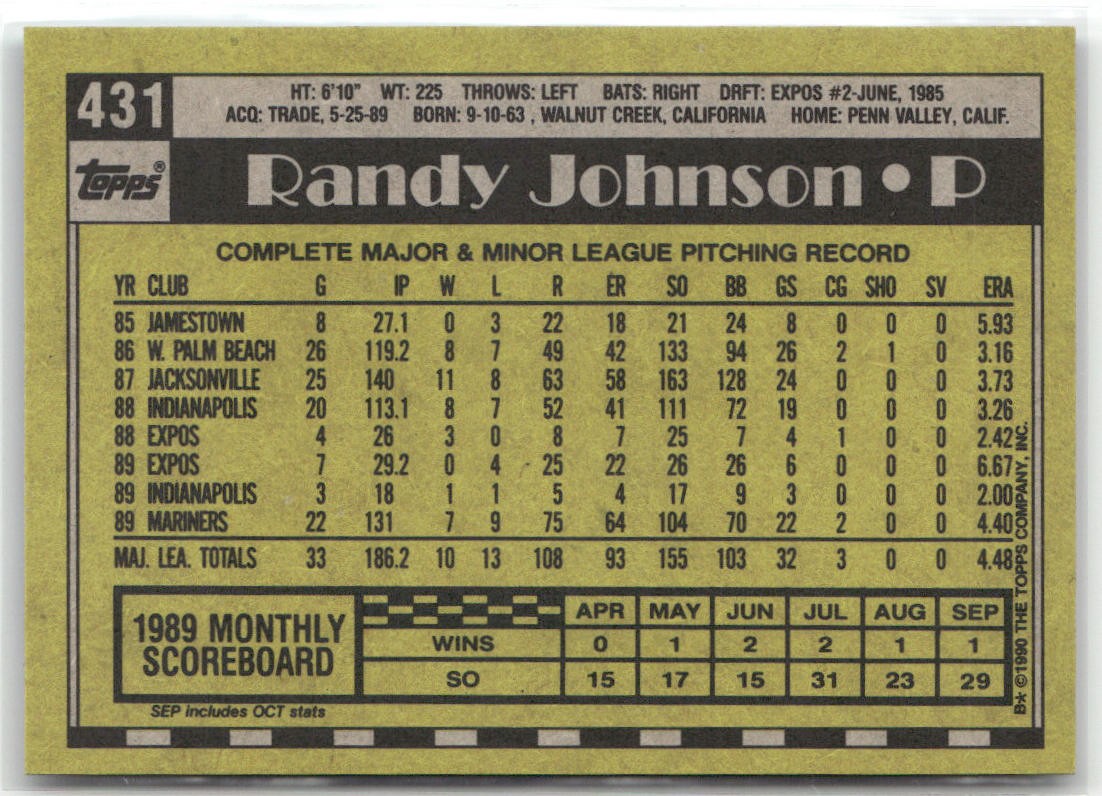 431
HT: 6'10" WT: 225 THROWS: LEFT BATS: RIGHT DRFT: EXPOS #2-JUNE, 1985
ACQ: TRADE, 5-25-89 BORN: 9-10-63 , WALNUT CREEK, CALIFORNIA HOME: PENN VALLEY, CALIF.
Topps®
Randy Johnson • P
COMPLETE MAJOR & MINOR LEAGUE PITCHING RECORD
YR CLUB G IP W L R ER SO BB GS CG SHO SV ERA
85 JAMESTOWN 8 27.1 0 3 22 18 21 24 8 0 0 0 5.93
86 W. PALM BEACH 26 119.2 8 7 49 42 133 94 26 2 1 0 3.16
87 JACKSONVILLE 25 140 11 8 63 58 163 128 24 0 0 0 3.73
88 INDIANAPOLIS 20 113.1 8 7 52 41 111 72 19 0 0 0 3.26
88 EXPOS 4 26 3 0 8 7 25 7 4 1 0 0 2.42
89 EXPOS 7 29.2 0 4 25 22 26 26 6 0 0 0 6.67
89 INDIANAPOLIS 3 18 1 1 5 4 17 9 3 0 0 0 2.00
89 MARINERS 22 131 7 9 75 64 104 70 22 2 0 0 4.40
MAJ. LEA. TOTALS 33 186.2 10 13 108 93 155 103 32 3 0 0 4.48
1989 MONTHLY
SCOREBOARD
APR MAY JUN JUL AUG SEP
WINS 0 1 2 2 1 1
SO 15 17 15 31 23 29
SEP includes OCT stats
B* ©1990 THE TOPPS COMPANY, INC.